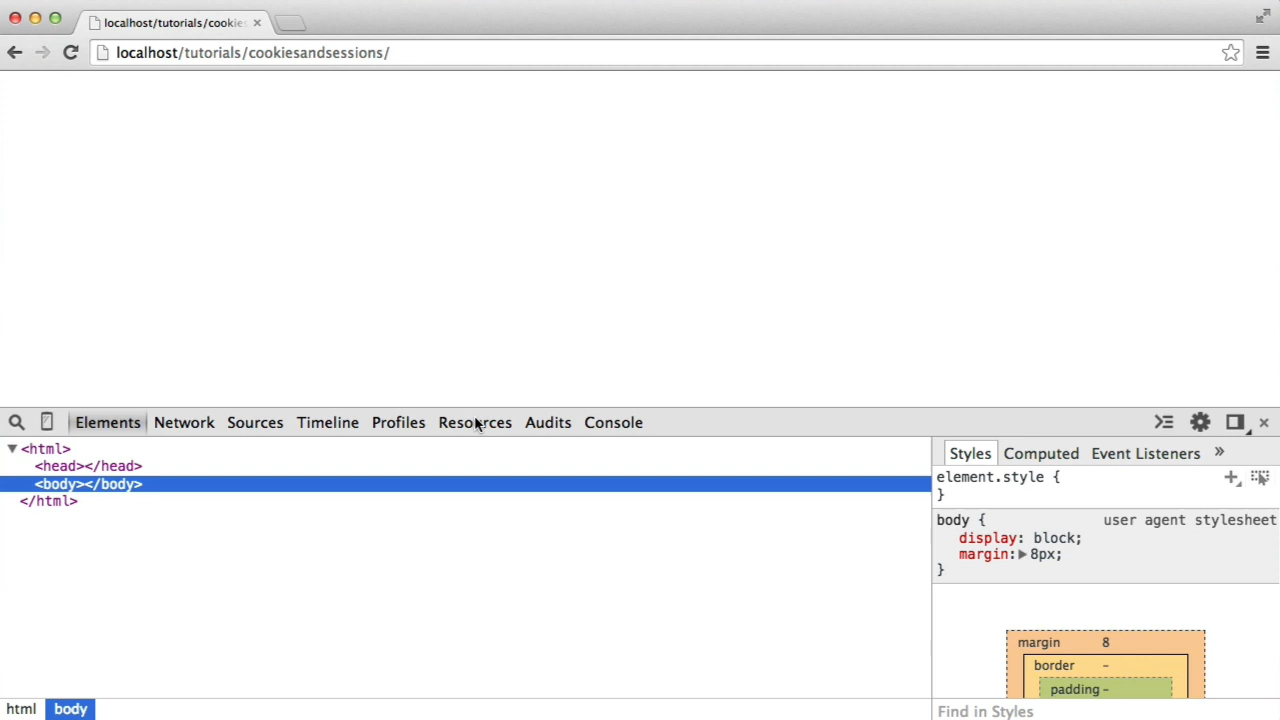 localhost/tutorials/cookies
localhost/tutorials/cookiesandsessions/
Elements Network Sources Timeline Profiles Resources Audits Console
<html>
<head></head>
<body></body>
</html>
Styles Computed Event Listeners »
element.style {
}
body { user agent stylesheet
display: block;
margin: 8px;
}
margin 8
border -
padding -
html body
Find in Styles